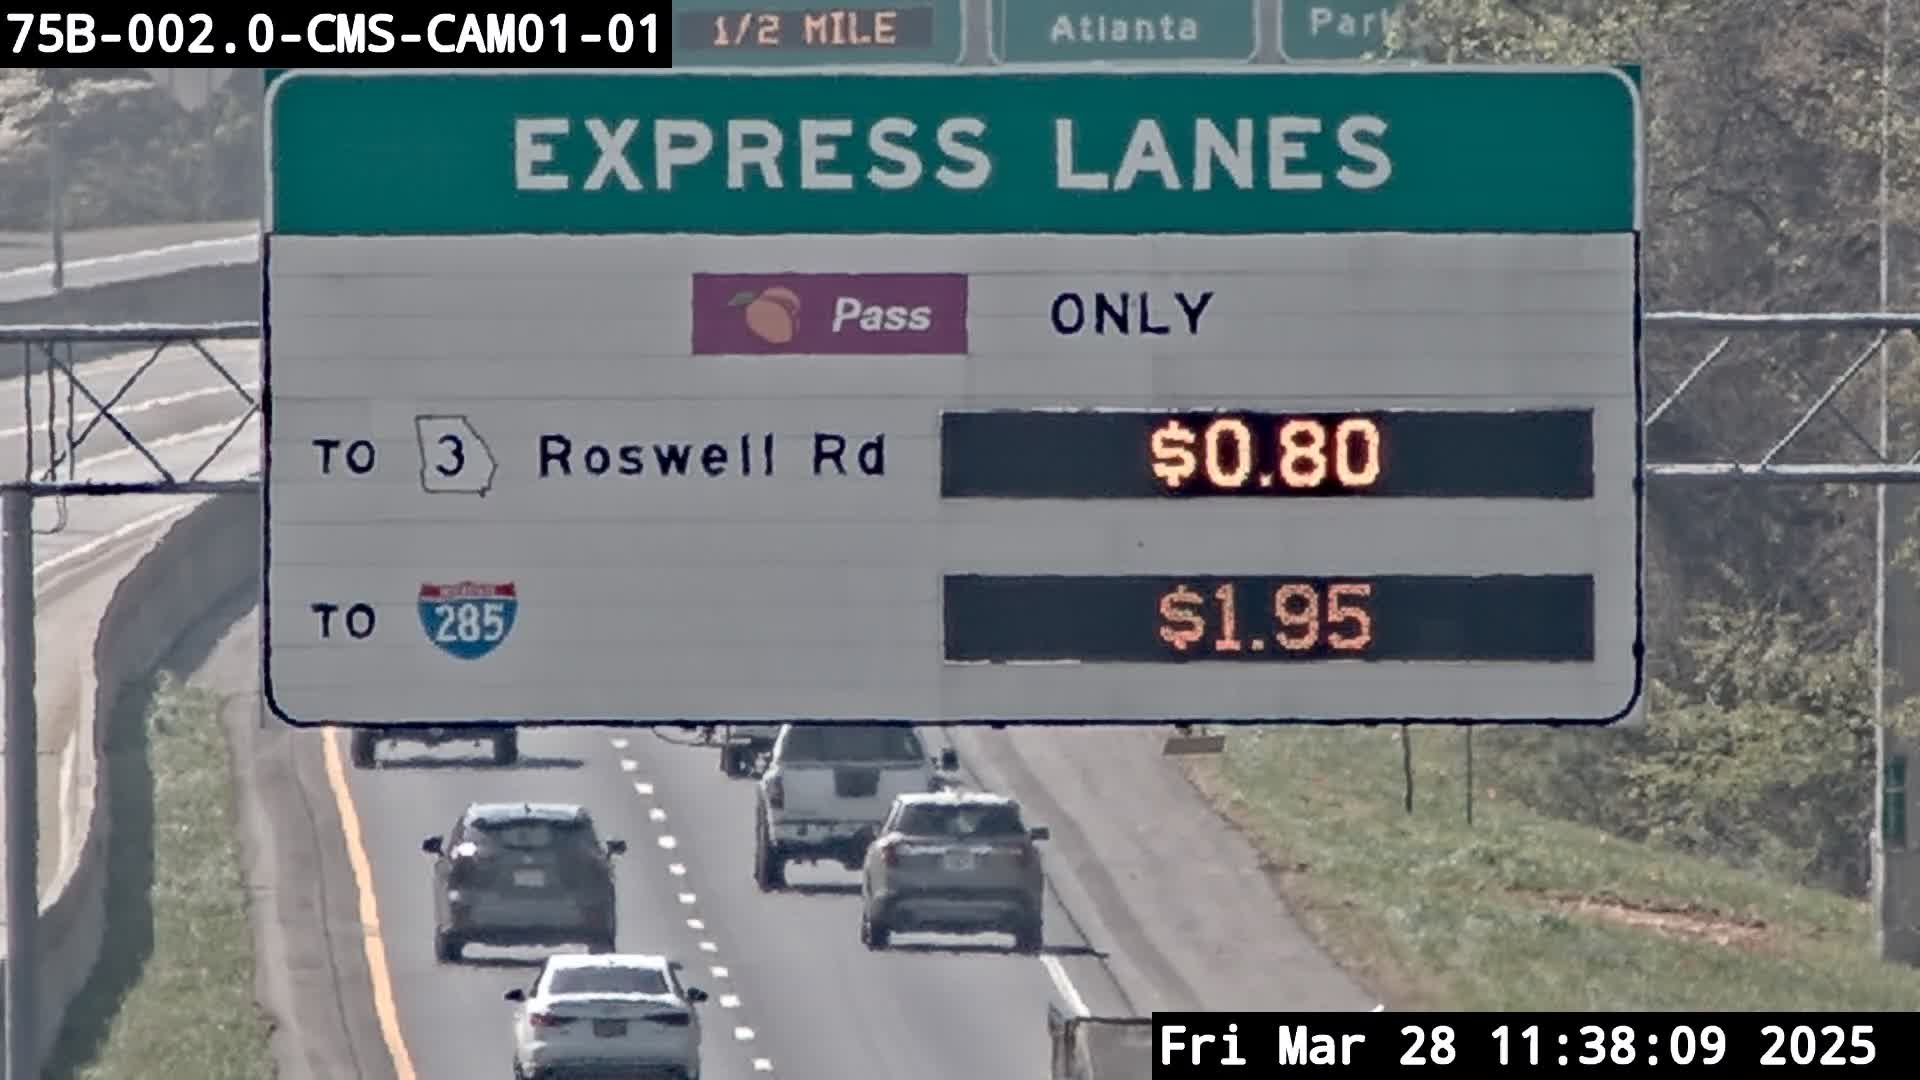 75B-002.0-CMS-CAM01-01
1/2 MILE
Atlanta
Park
EXPRESS LANES
Pass ONLY
TO 3 Roswell Rd $0.80
TO INTERSTATE 285 $1.95
Fri Mar 28 11:38:09 2025